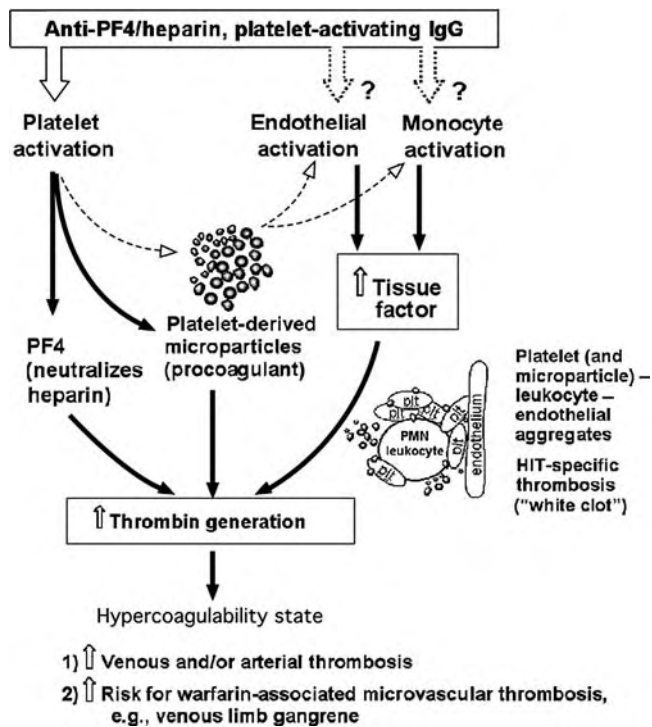 Anti-PF4/heparin, platelet-activating IgG
?
?
Platelet
activation
Endothelial
activation
Monocyte
activation
⇧ Tissue
factor
PF4
(neutralizes
heparin)
Platelet-derived
microparticles
(procoagulant)
plt
plt
plt
plt
plt
plt
PMN
leukocyte
endothelium
Platelet (and
microparticle) –
leukocyte –
endothelial
aggregates
HIT-specific
thrombosis
("white clot")
⇧ Thrombin generation
Hypercoagulability state
1) ⇧ Venous and/or arterial thrombosis
2) ⇧ Risk for warfarin-associated microvascular thrombosis,
e.g., venous limb gangrene